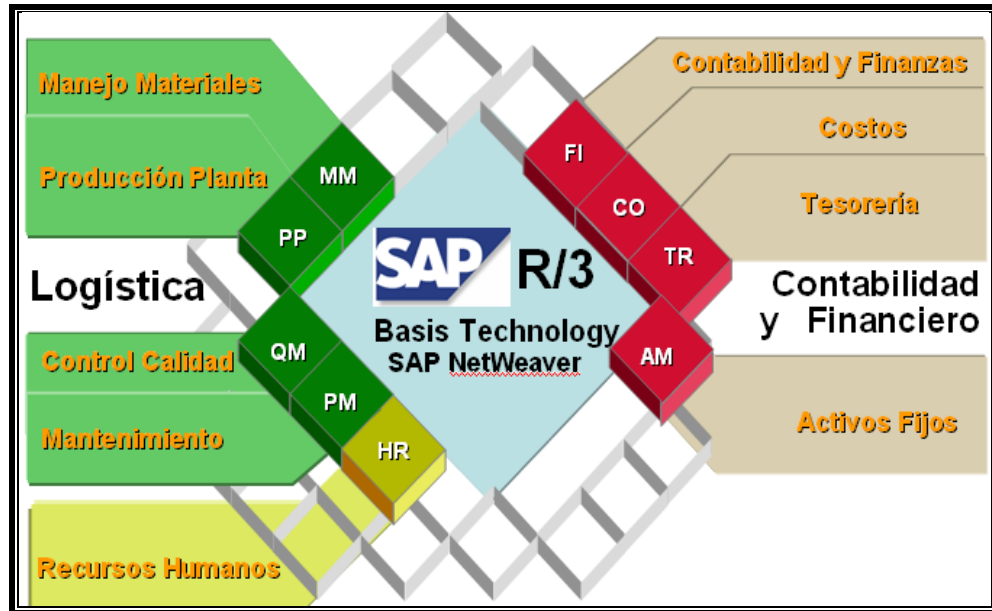 Manejo Materiales
Producción Planta
Logística
Control Calidad
Mantenimiento
Recursos Humanos
MM
PP
QM
PM
HR
SAP R/3
Basis Technology
SAP NetWeaver
FI
CO
TR
AM
Contabilidad y Finanzas
Costos
Tesorería
Contabilidad
y Financiero
Activos Fijos